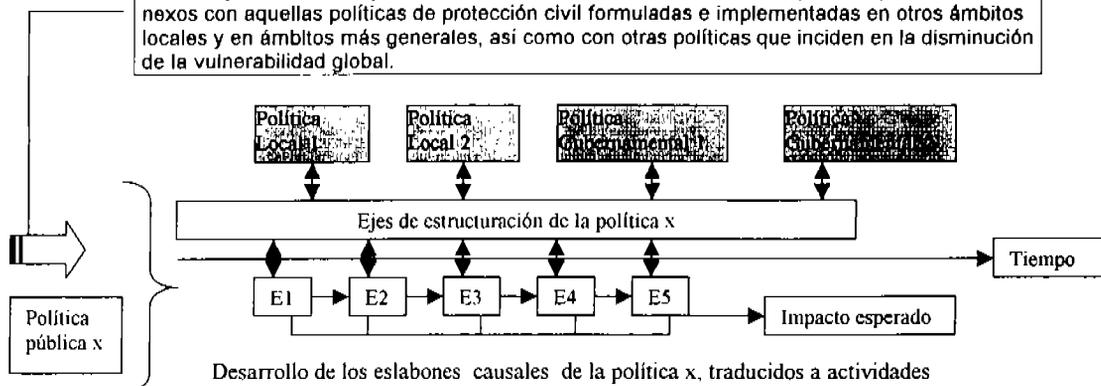 nexos con aquellas políticas de protección civil formuladas e implementadas en otros ámbitos
locales y en ámbitos más generales, así como con otras políticas que inciden en la disminución
de la vulnerabilidad global.
Política
Local 1
Política
Local 2
Política
Gubernamental 1
Política
Gubernamental
Ejes de estructuración de la política x
Tiempo
E1
E2
E3
E4
E5
Impacto esperado
Política
pública x
Desarrollo de los eslabones causales de la política x, traducidos a actividades